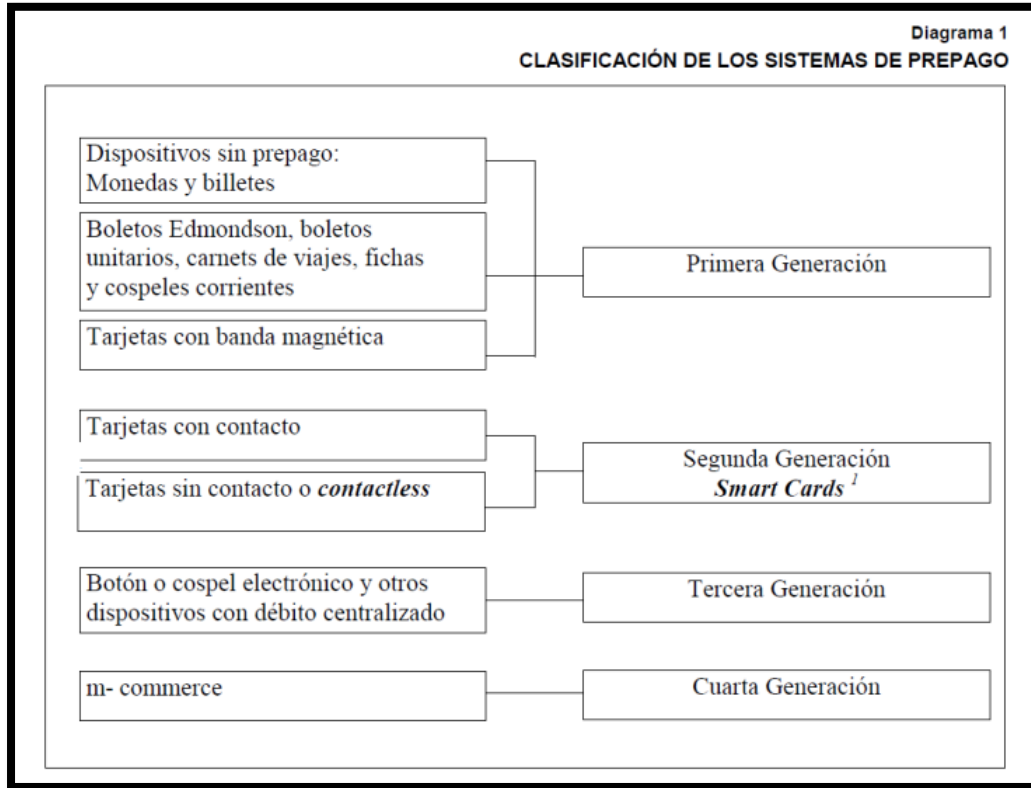 Diagrama 1
CLASIFICACIÓN DE LOS SISTEMAS DE PREPAGO
Dispositivos sin prepago:
Monedas y billetes
Boletos Edmondson, boletos
unitarios, carnets de viajes, fichas
y cospeles corrientes
Tarjetas con banda magnética
Primera Generación
Tarjetas con contacto
Tarjetas sin contacto o contactless
Segunda Generación
Smart Cards 1
Botón o cospel electrónico y otros
dispositivos con débito centralizado
Tercera Generación
m- commerce
Cuarta Generación